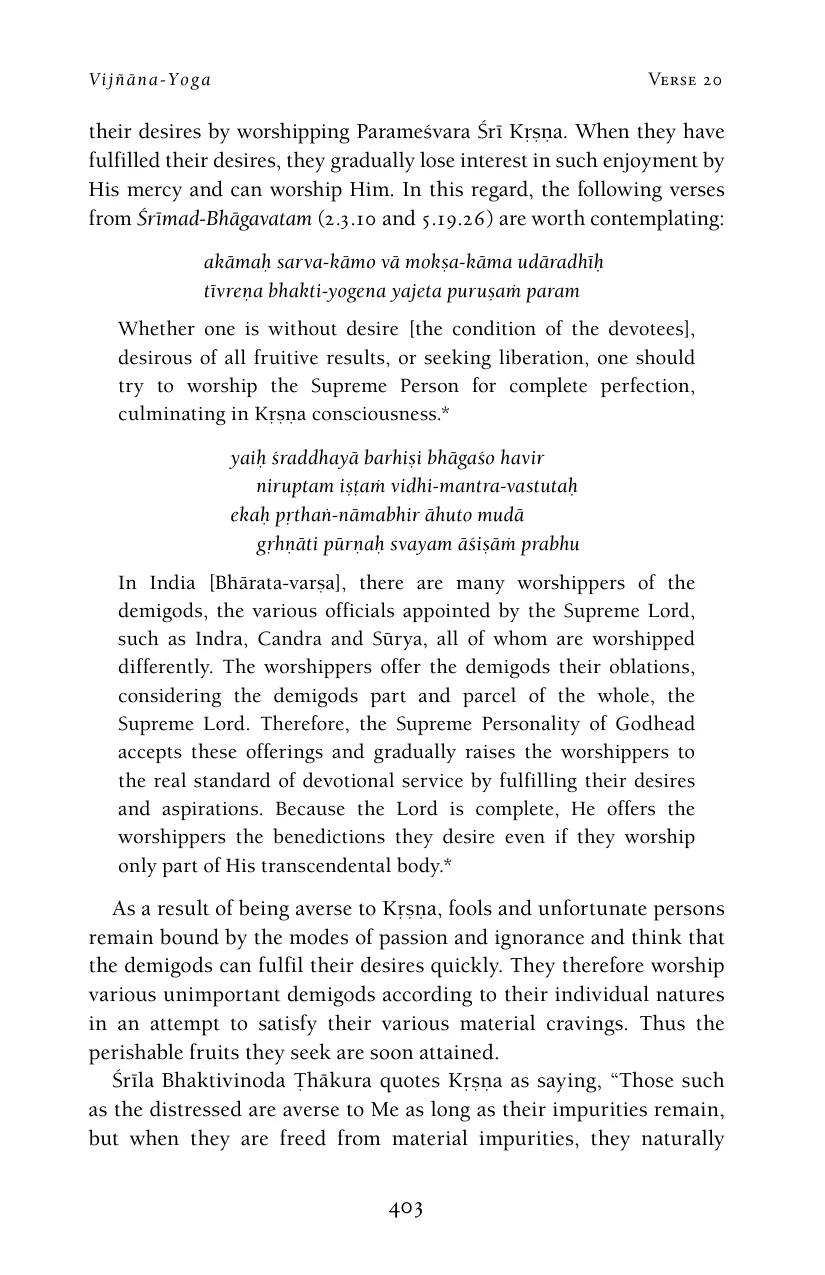 Vijñāna-Yoga Verse 20
their desires by worshipping Parameśvara Śrī Kṛṣṇa. When they have
fulfilled their desires, they gradually lose interest in such enjoyment by
His mercy and can worship Him. In this regard, the following verses
from Śrīmad-Bhāgavatam (2.3.10 and 5.19.26) are worth contemplating:
akāmaḥ sarva-kāmo vā mokṣa-kāma udāradhīḥ
tīvreṇa bhakti-yogena yajeta puruṣaṁ param
Whether one is without desire [the condition of the devotees],
desirous of all fruitive results, or seeking liberation, one should
try to worship the Supreme Person for complete perfection,
culminating in Kṛṣṇa consciousness.*
yaiḥ śraddhayā barhiṣi bhāgaśo havir
niruptam iṣṭaṁ vidhi-mantra-vastutaḥ
ekaḥ pṛthaṅ-nāmabhir āhuto mudā
gṛhṇāti pūrṇaḥ svayam āśiṣāṁ prabhu
In India [Bhārata-varṣa], there are many worshippers of the
demigods, the various officials appointed by the Supreme Lord,
such as Indra, Candra and Sūrya, all of whom are worshipped
differently. The worshippers offer the demigods their oblations,
considering the demigods part and parcel of the whole, the
Supreme Lord. Therefore, the Supreme Personality of Godhead
accepts these offerings and gradually raises the worshippers to
the real standard of devotional service by fulfilling their desires
and aspirations. Because the Lord is complete, He offers the
worshippers the benedictions they desire even if they worship
only part of His transcendental body.*
As a result of being averse to Kṛṣṇa, fools and unfortunate persons
remain bound by the modes of passion and ignorance and think that
the demigods can fulfil their desires quickly. They therefore worship
various unimportant demigods according to their individual natures
in an attempt to satisfy their various material cravings. Thus the
perishable fruits they seek are soon attained.
Śrīla Bhaktivinoda Ṭhākura quotes Kṛṣṇa as saying, “Those such
as the distressed are averse to Me as long as their impurities remain,
but when they are freed from material impurities, they naturally
403